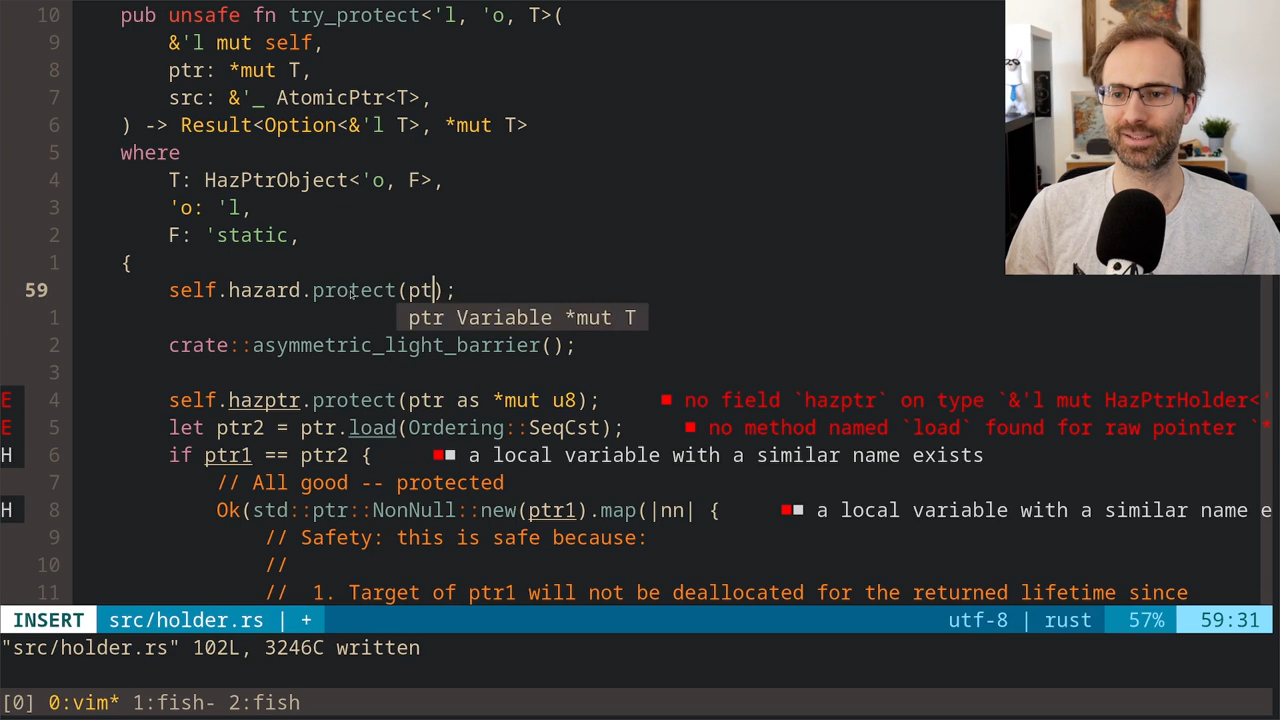 10 pub unsafe fn try_protect<'l, 'o, T>(
9 &'l mut self,
8 ptr: *mut T,
7 src: &'_ AtomicPtr<T>,
6 ) -> Result<Option<&'l T>, *mut T>
5 where
4 T: HazPtrObject<'o, F>,
3 'o: 'l,
2 F: 'static,
1 {
59 self.hazard.protect(pt);
ptr Variable *mut T
1
2 crate::asymmetric_light_barrier();
3
E 4 self.hazptr.protect(ptr as *mut u8); ■ no field `hazptr` on type `&'l mut HazPtrHolder<'
E 5 let ptr2 = ptr.load(Ordering::SeqCst); ■ no method named `load` found for raw pointer `*
H 6 if ptr1 == ptr2 { ■■ a local variable with a similar name exists
7 // All good -- protected
H 8 Ok(std::ptr::NonNull::new(ptr1).map(|nn| { ■■ a local variable with a similar name e
9 // Safety: this is safe because:
10 //
11 // 1. Target of ptr1 will not be deallocated for the returned lifetime since
INSERT src/holder.rs | + utf-8 | rust 57% 59:31
"src/holder.rs" 102L, 3246C written
[0] 0:vim* 1:fish- 2:fish